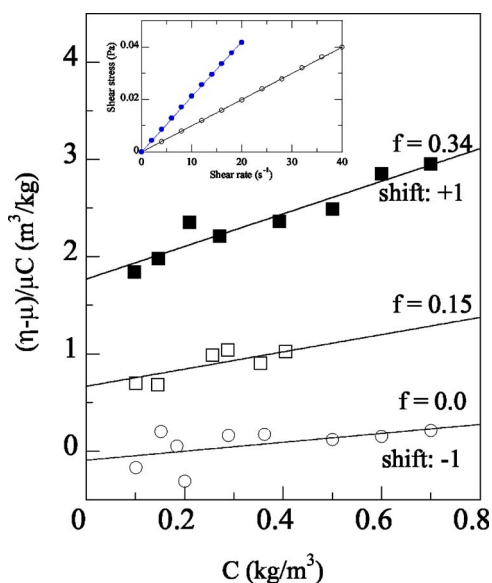 Shear stress (Pa)
0.04
0.02
0
0 10 20 30 40
Shear rate (s⁻¹)
(η-μ)/μC (m³/kg)
4
3
2
1
0
f = 0.34
shift: +1
f = 0.15
f = 0.0
shift: -1
0 0.2 0.4 0.6 0.8
C (kg/m³)